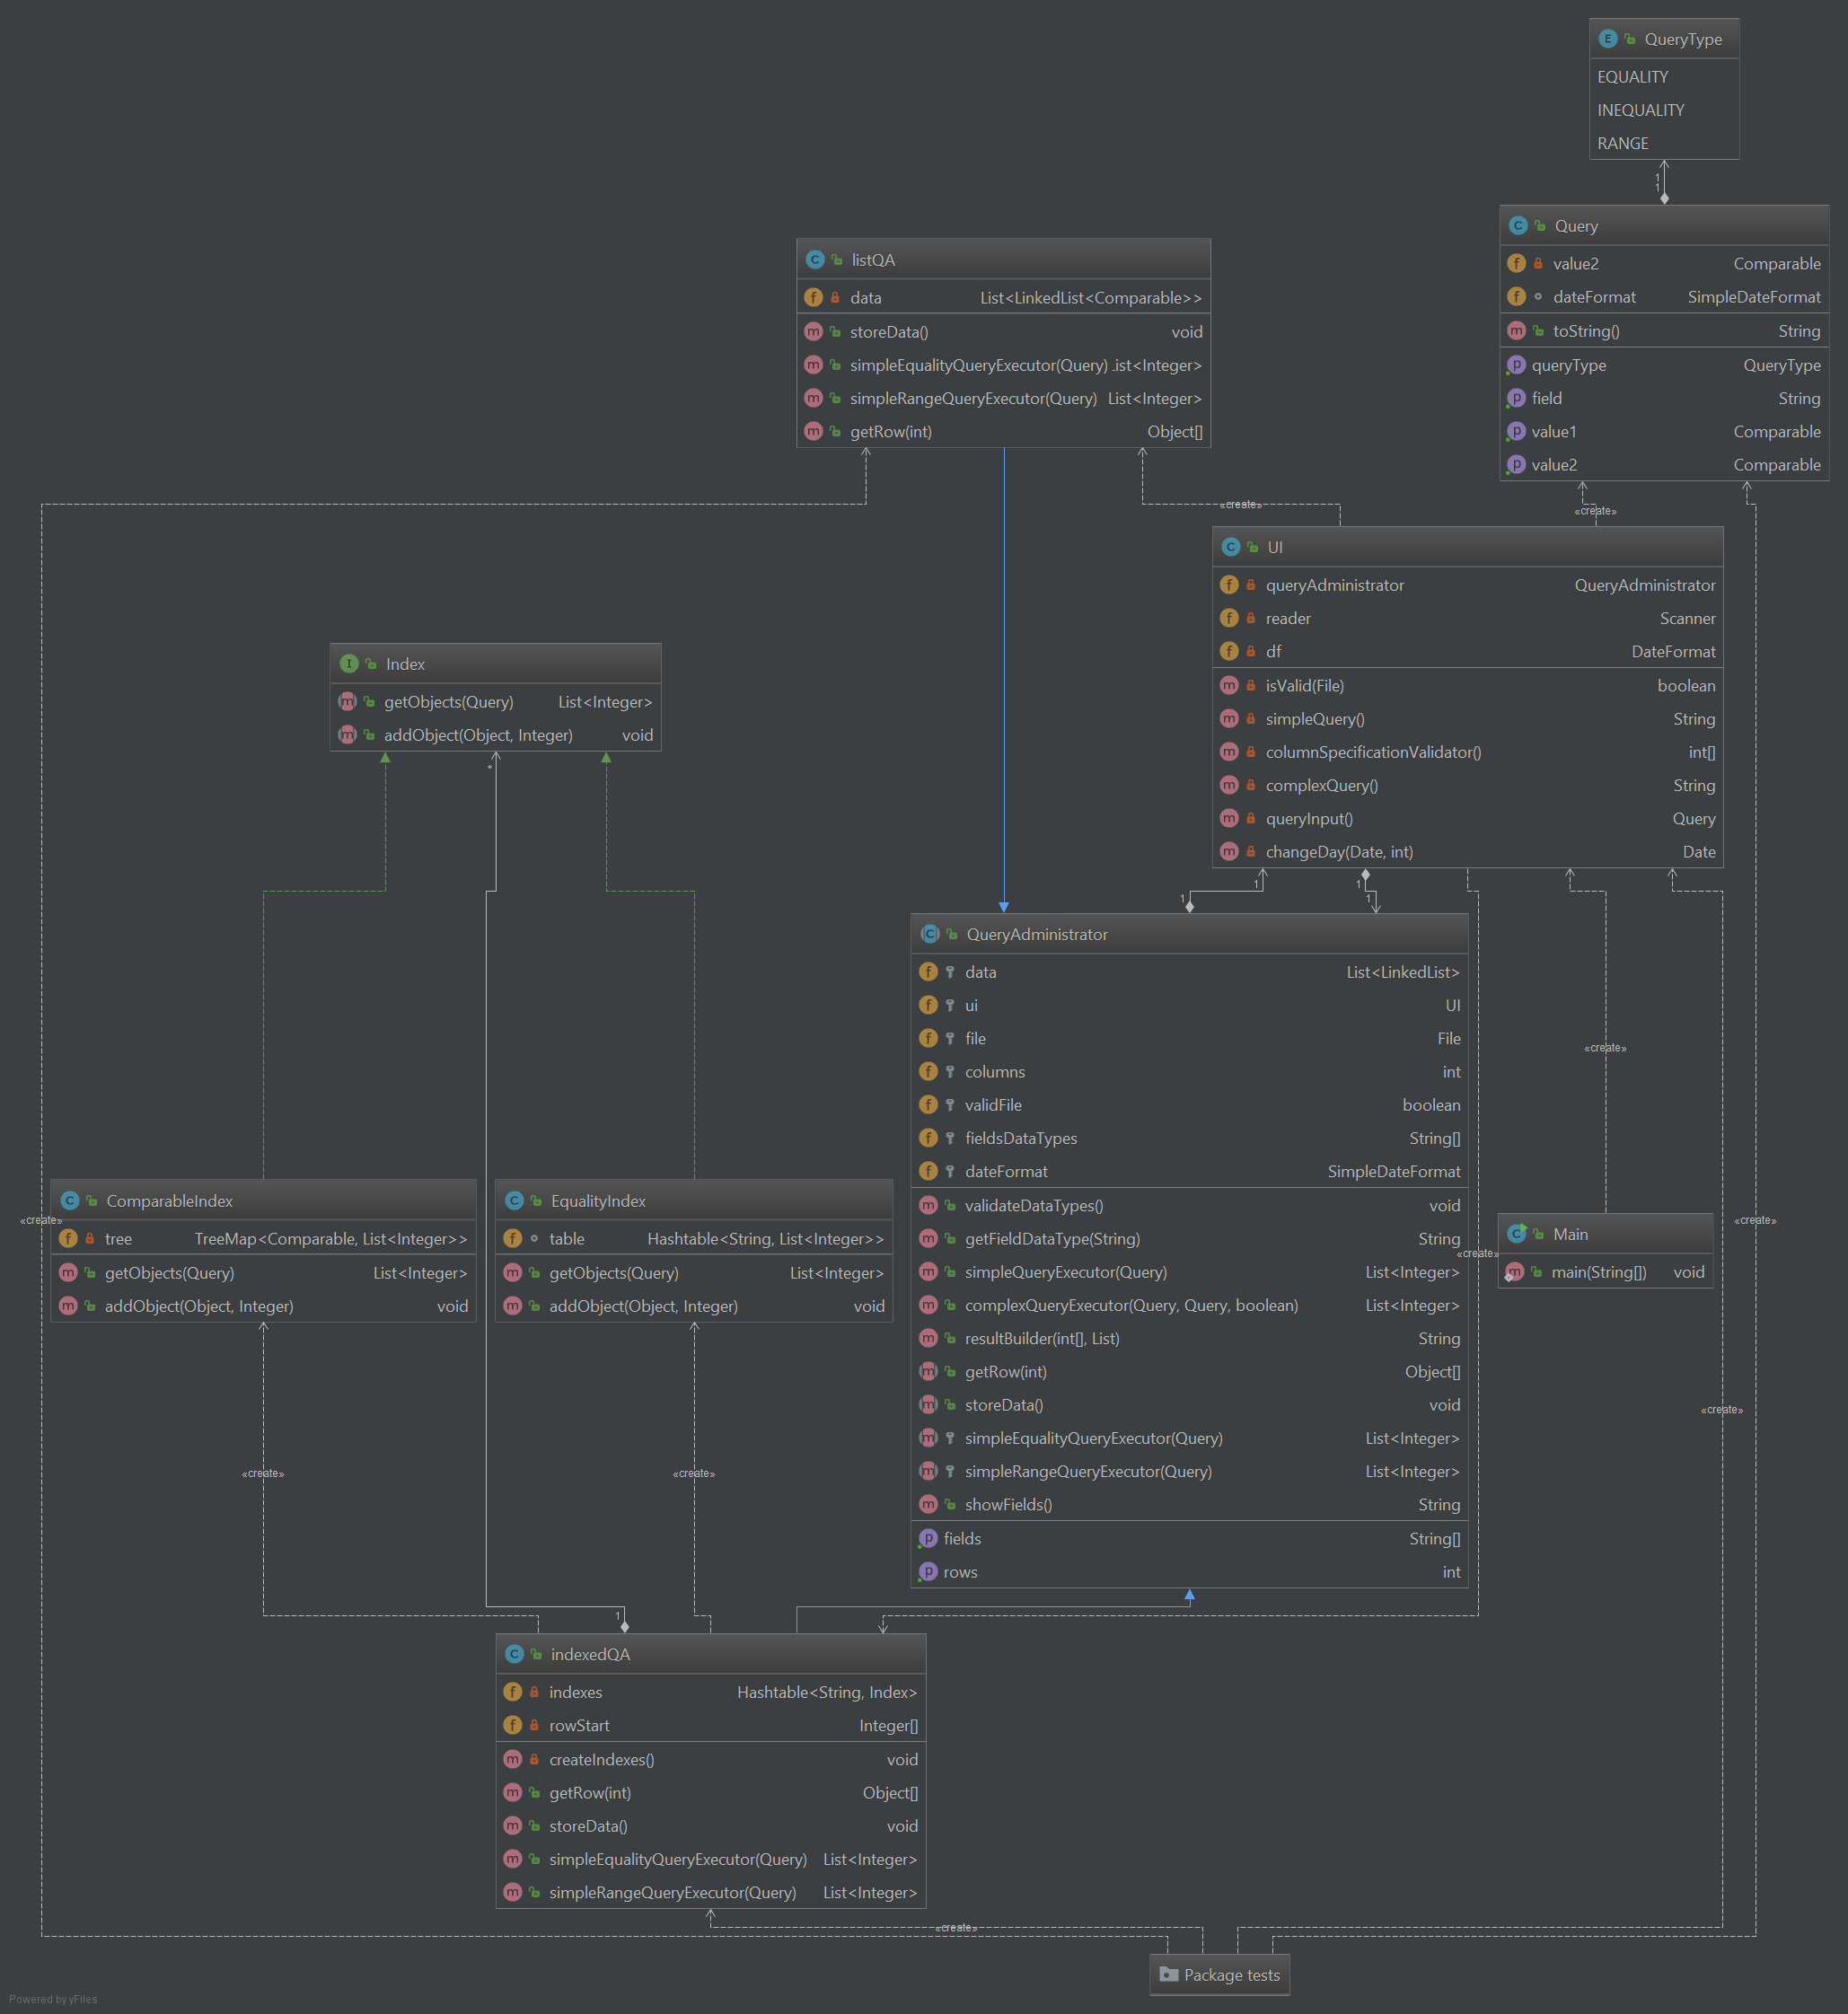 QueryType
EQUALITY
INEQUALITY
RANGE
1
1
Query
value2 Comparable
dateFormat SimpleDateFormat
toString() String
queryType QueryType
field String
value1 Comparable
value2 Comparable
listQA
data List<LinkedList<Comparable>>
storeData() void
simpleEqualityQueryExecutor(Query) .ist<Integer>
simpleRangeQueryExecutor(Query) List<Integer>
getRow(int) Object[]
«create»
«create»
UI
queryAdministrator QueryAdministrator
reader Scanner
df DateFormat
isValid(File) boolean
simpleQuery() String
columnSpecificationValidator() int[]
complexQuery() String
queryInput() Query
changeDay(Date, int) Date
Index
getObjects(Query) List<Integer>
addObject(Object, Integer) void
*
1
1
1
1
QueryAdministrator
data List<LinkedList>
ui UI
file File
columns int
validFile boolean
fieldsDataTypes String[]
dateFormat SimpleDateFormat
validateDataTypes() void
getFieldDataType(String) String
simpleQueryExecutor(Query) List<Integer>
complexQueryExecutor(Query, Query, boolean) List<Integer>
resultBuilder(int[], List) String
getRow(int) Object[]
storeData() void
simpleEqualityQueryExecutor(Query) List<Integer>
simpleRangeQueryExecutor(Query) List<Integer>
showFields() String
fields String[]
rows int
«create»
ComparableIndex
tree TreeMap<Comparable, List<Integer>>
getObjects(Query) List<Integer>
addObject(Object, Integer) void
EqualityIndex
table Hashtable<String, List<Integer>>
getObjects(Query) List<Integer>
addObject(Object, Integer) void
«create»
«create»
«create»
Main
main(String[]) void
«create»
«create»
«create»
1
indexedQA
indexes Hashtable<String, Index>
rowStart Integer[]
createIndexes() void
getRow(int) Object[]
storeData() void
simpleEqualityQueryExecutor(Query) List<Integer>
simpleRangeQueryExecutor(Query) List<Integer>
«create»
Package tests
Powered by yFiles